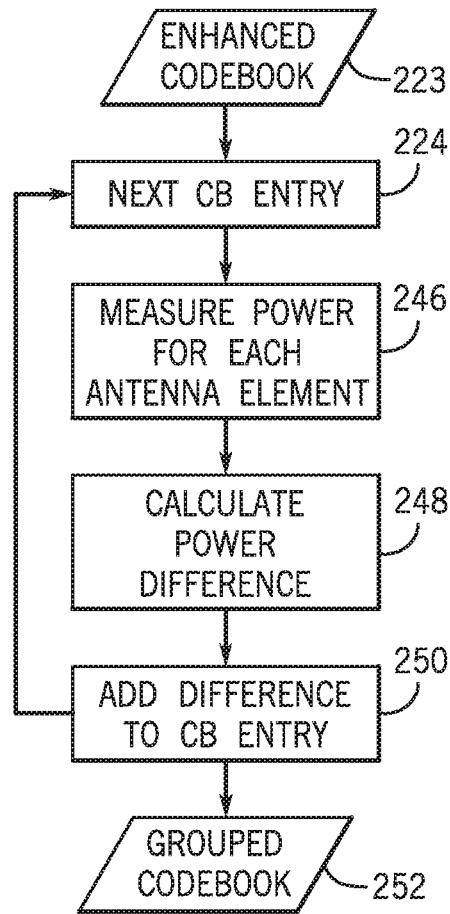 ENHANCED
CODEBOOK
223
224
NEXT CB ENTRY
246
MEASURE POWER
FOR EACH
ANTENNA ELEMENT
248
CALCULATE
POWER
DIFFERENCE
250
ADD DIFFERENCE
TO CB ENTRY
GROUPED
CODEBOOK
252